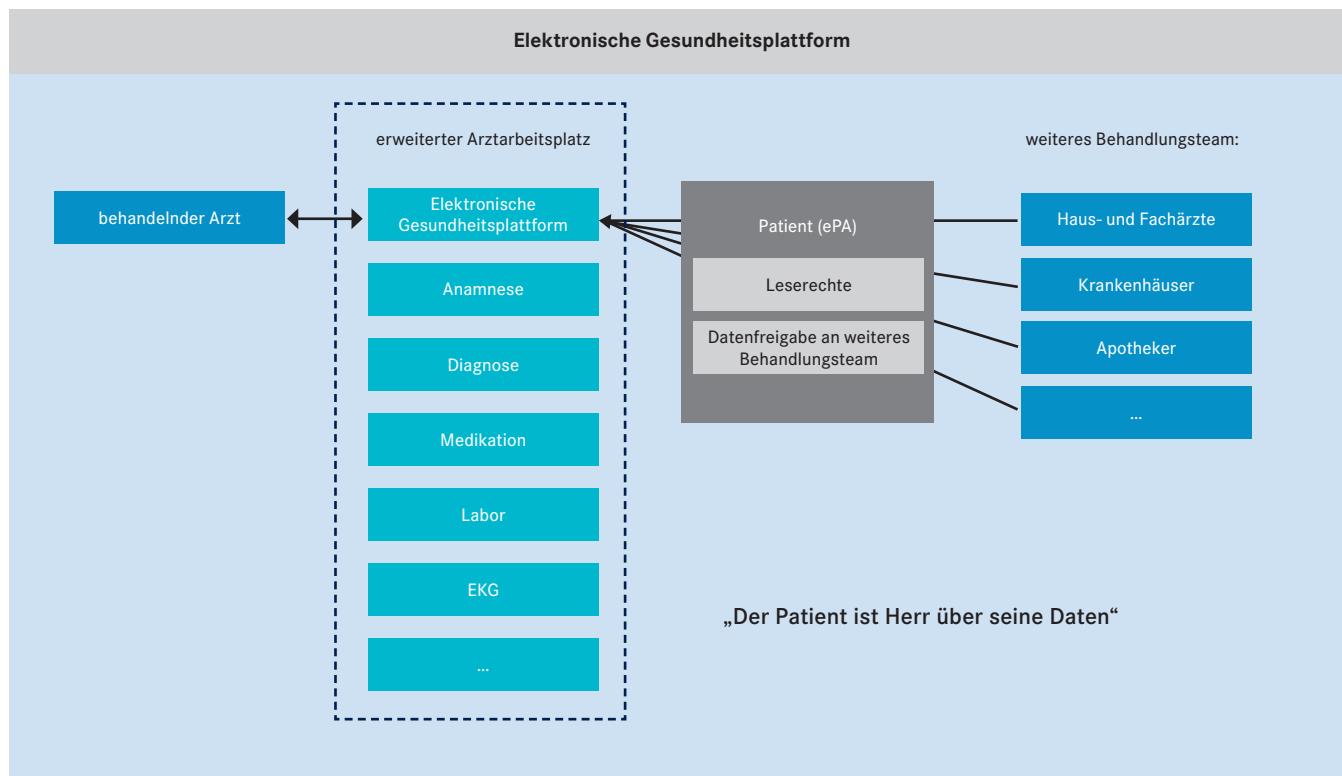 Elektronische Gesundheitsplattform
erweiterter Arztarbeitsplatz
weiteres Behandlungsteam:
behandelnder Arzt
Elektronische
Gesundheitsplattform
Anamnese
Diagnose
Medikation
Labor
EKG
...
Patient (ePA)
Leserechte
Datenfreigabe an weiteres
Behandlungsteam
Haus- und Fachärzte
Krankenhäuser
Apotheker
...
„Der Patient ist Herr über seine Daten“